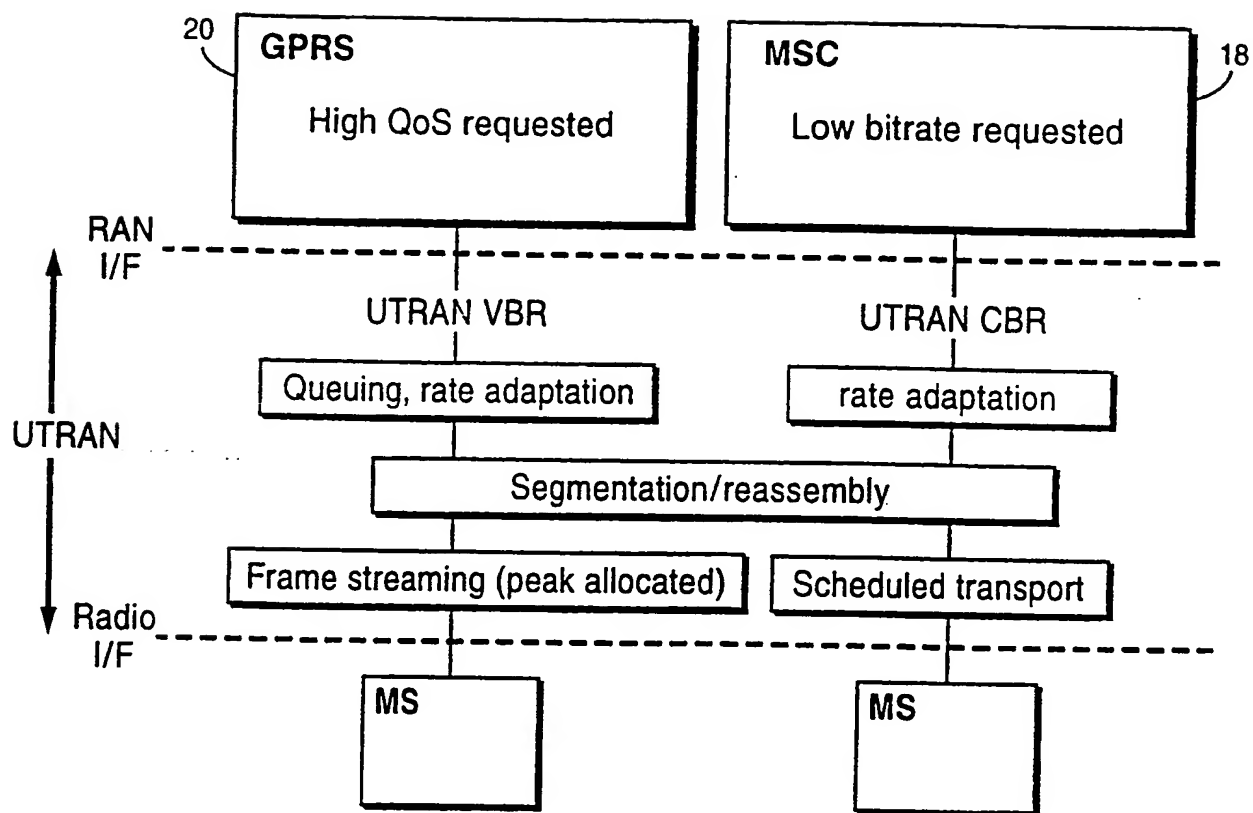 20
GPRS
High QoS requested
MSC
Low bitrate requested
18
RAN
I/F
UTRAN VBR
UTRAN CBR
Queuing, rate adaptation
rate adaptation
UTRAN
Segmentation/reassembly
Frame streaming (peak allocated)
Scheduled transport
Radio
I/F
MS
MS